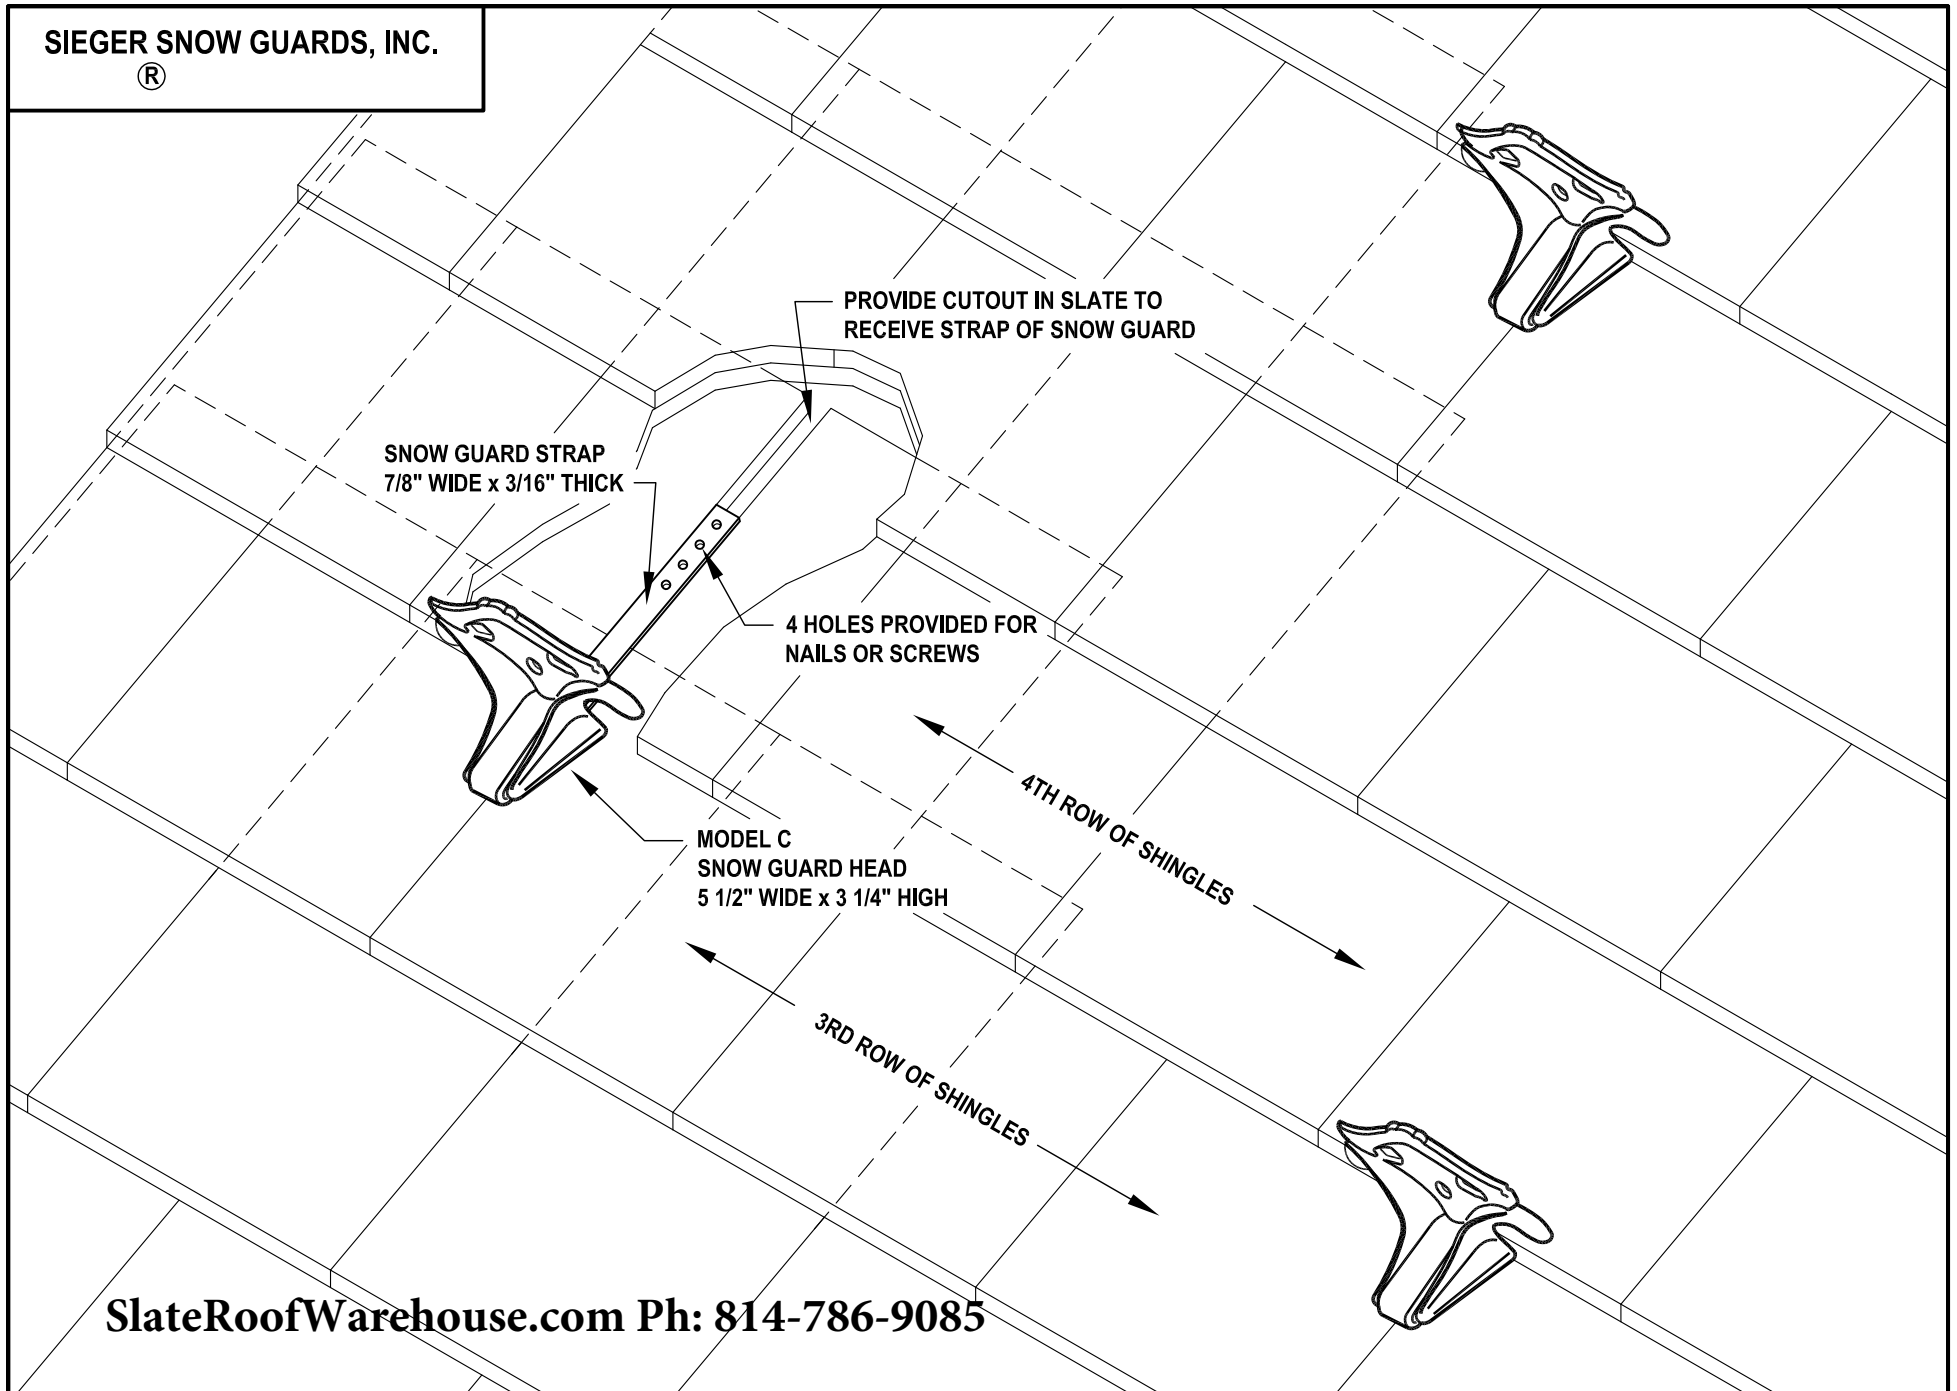 SIEGER SNOW GUARDS, INC.
®
PROVIDE CUTOUT IN SLATE TO
RECEIVE STRAP OF SNOW GUARD
SNOW GUARD STRAP
7/8" WIDE x 3/16" THICK
4 HOLES PROVIDED FOR
NAILS OR SCREWS
MODEL C
SNOW GUARD HEAD
5 1/2" WIDE x 3 1/4" HIGH
4TH ROW OF SHINGLES
3RD ROW OF SHINGLES
SlateRoofWarehouse.com Ph: 814-786-9085